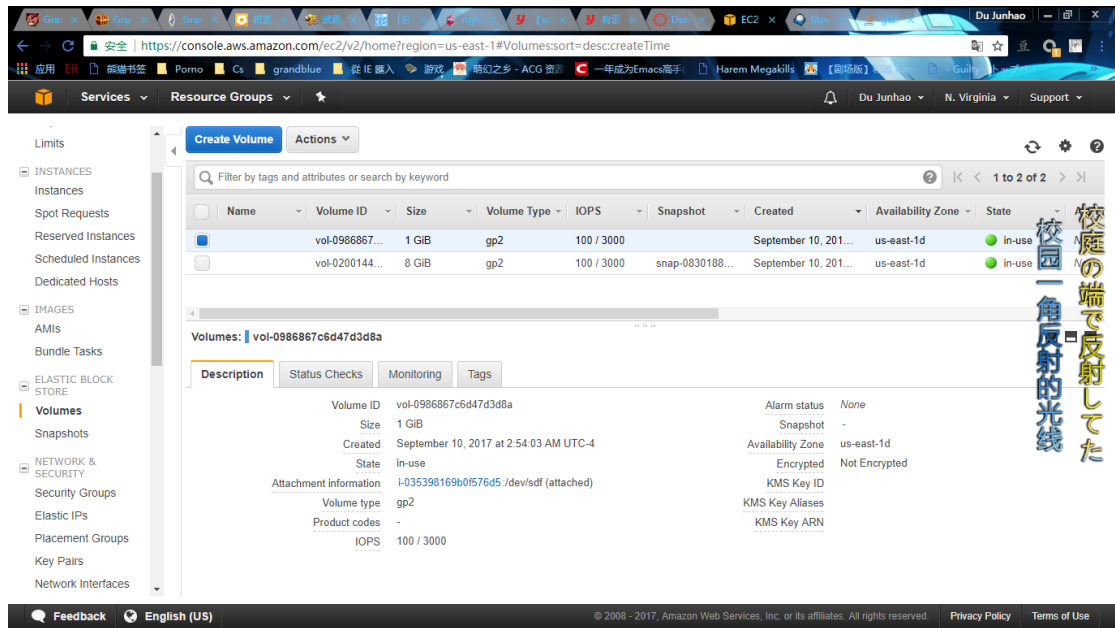 Du Junhao
EC2
安全 | https://console.aws.amazon.com/ec2/v2/home?region=us-east-1#Volumes:sort=desc:createTime
应用 熊猫书签 Porno Cs grandblue 從 IE 匯入 游戏 萌幻之乡 - ACG 资源 一年成为Emacs高手 Harem Megakills 【剧场版】 - Guilty
Services Resource Groups Du Junhao N. Virginia Support
Limits
INSTANCES
Instances
Spot Requests
Reserved Instances
Scheduled Instances
Dedicated Hosts
IMAGES
AMIs
Bundle Tasks
ELASTIC BLOCK
STORE
Volumes
Snapshots
NETWORK &
SECURITY
Security Groups
Elastic IPs
Placement Groups
Key Pairs
Network Interfaces
Create Volume Actions
Filter by tags and attributes or search by keyword
1 to 2 of 2
Name Volume ID Size Volume Type IOPS Snapshot Created Availability Zone State
vol-0986867... 1 GiB gp2 100 / 3000 September 10, 201... us-east-1d in-use
vol-0200144... 8 GiB gp2 100 / 3000 snap-0830188... September 10, 201... us-east-1d in-use
Volumes: vol-0986867c6d47d3d8a
Description Status Checks Monitoring Tags
Volume ID vol-0986867c6d47d3d8a
Size 1 GiB
Created September 10, 2017 at 2:54:03 AM UTC-4
State in-use
Attachment information i-035398169b0f576d5:/dev/sdf (attached)
Volume type gp2
Product codes -
IOPS 100 / 3000
Alarm status None
Snapshot -
Availability Zone us-east-1d
Encrypted Not Encrypted
KMS Key ID
KMS Key Aliases
KMS Key ARN
校庭の端で反射してた
校园一角反射的光线
Feedback English (US) © 2008 - 2017, Amazon Web Services, Inc. or its affiliates. All rights reserved. Privacy Policy Terms of Use